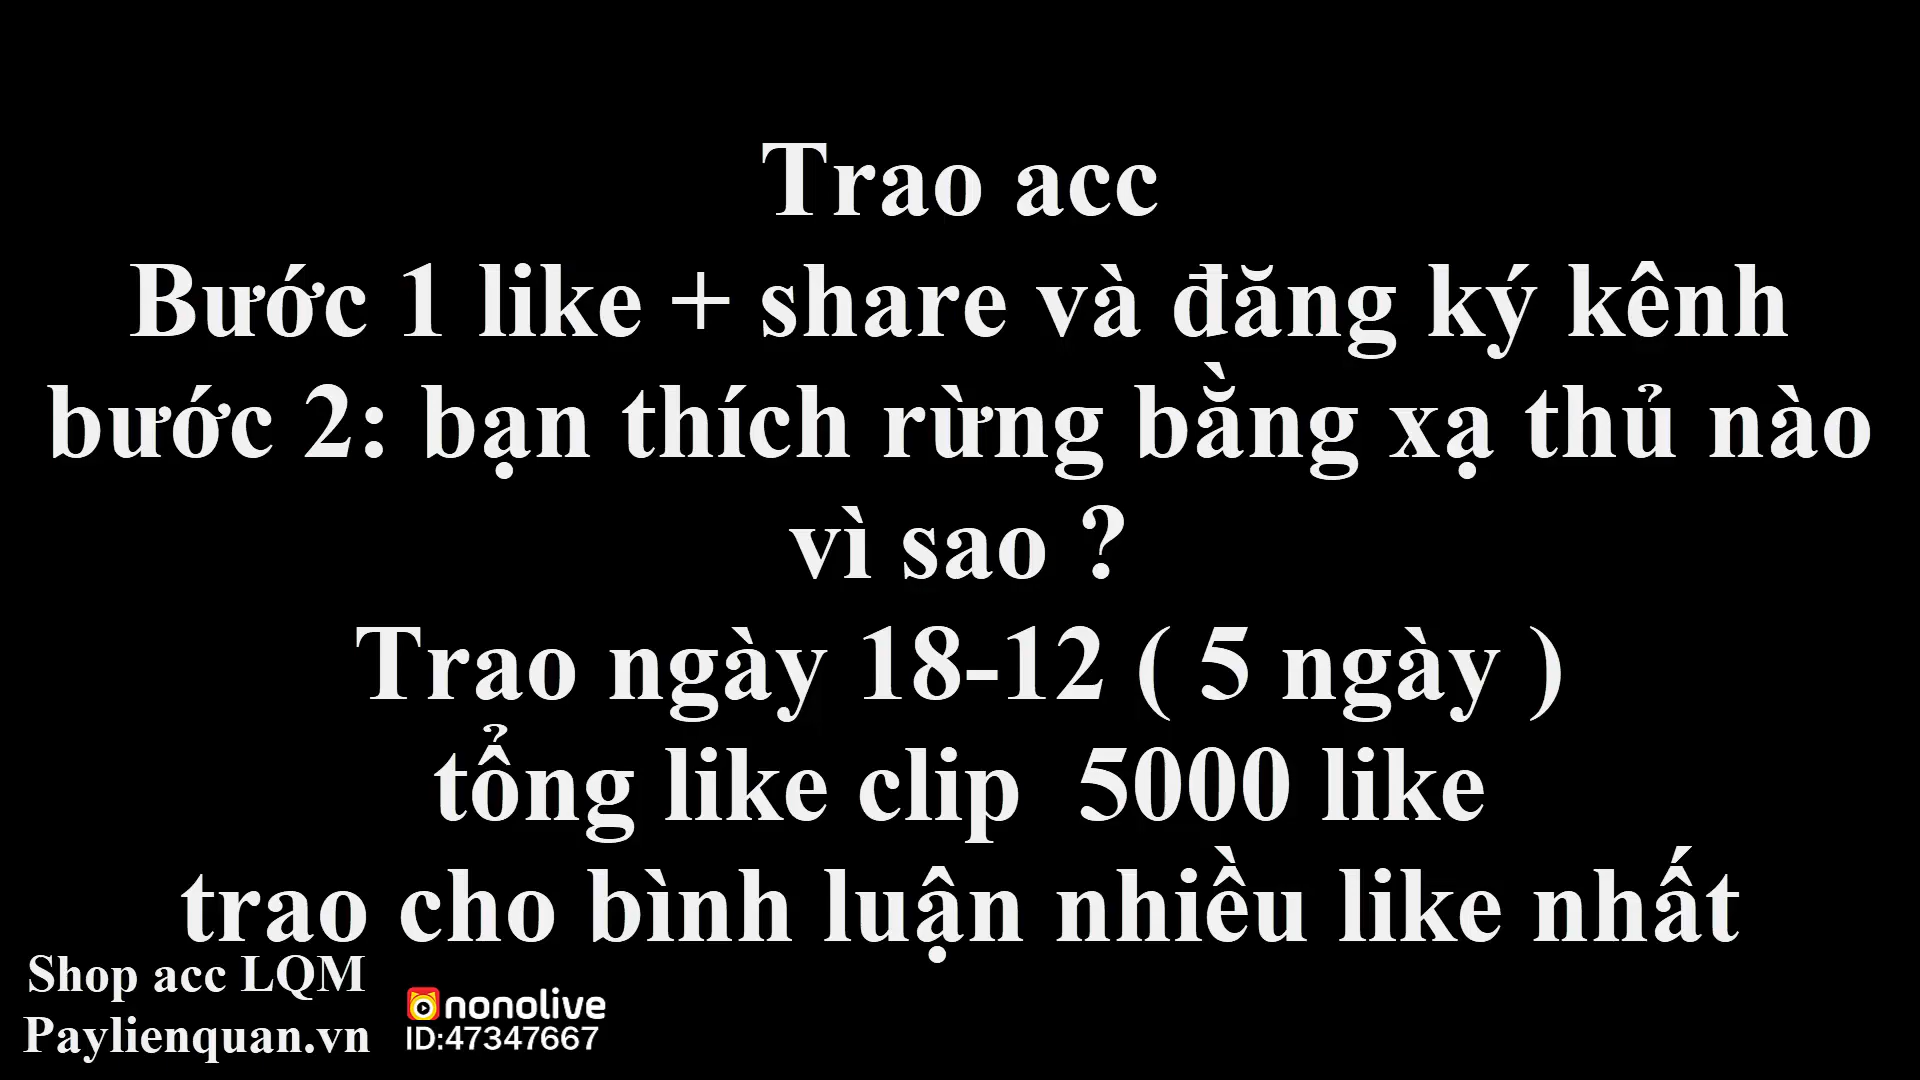 Trao acc
Bước 1 like + share và đăng ký kênh
bước 2: bạn thích rừng bằng xạ thủ nào
vì sao ?
Trao ngày 18-12 ( 5 ngày )
tổng like clip  5000 like
trao cho bình luận nhiều like nhất
Shop acc LQM
Paylienquan.vn
nonolive
ID:47347667